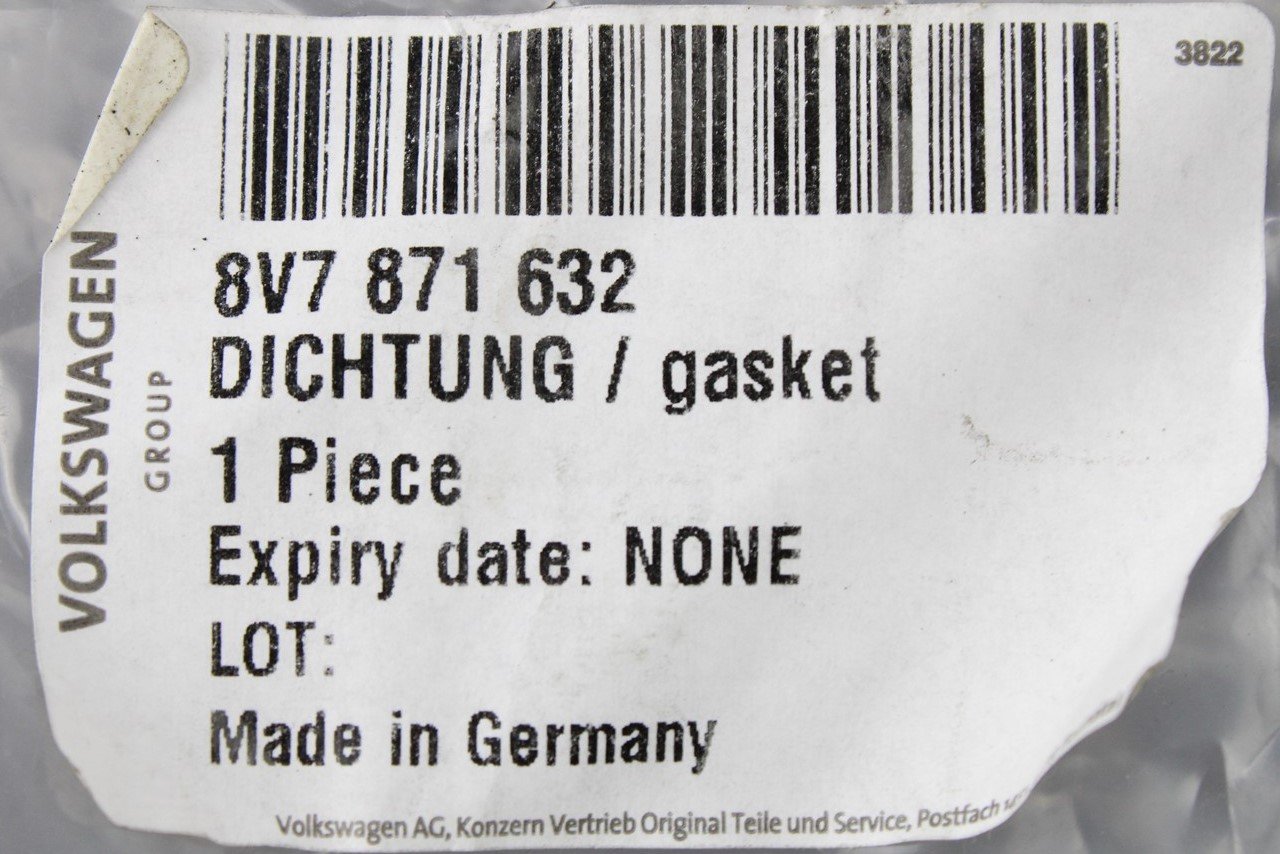 3822
8V7 871 632
DICHTUNG / gasket
1 Piece
Expiry date: NONE
LOT:
Made in Germany
VOLKSWAGEN
GROUP
Volkswagen AG, Konzern Vertrieb Original Teile und Service, Postfach